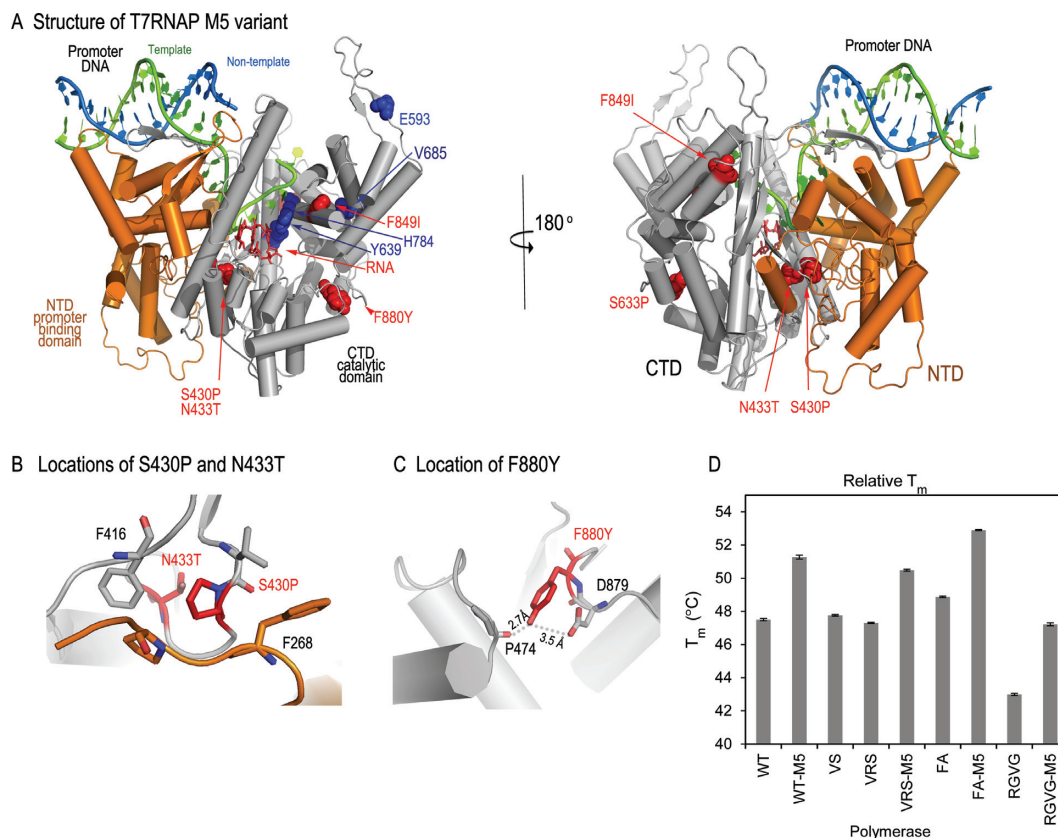 A Structure of T7RNAP M5 variant
Promoter
DNA
Template
Non-template
E593
V685
F849I
H784
Y639
RNA
F880Y
NTD
promoter
binding
domain
CTD
catalytic
domain
S430P
N433T
180 o
Promoter DNA
F849I
S633P
CTD
N433T
S430P
NTD
B Locations of S430P and N433T
F416
N433T
S430P
F268
C Location of F880Y
F880Y
D879
2.7Å
3.5 Å
P474
D
Relative Tm
54
52
50
48
46
44
42
40
Tm (°C)
WT
WT-M5
VS
VRS
VRS-M5
FA
FA-M5
RGVG
RGVG-M5
Polymerase